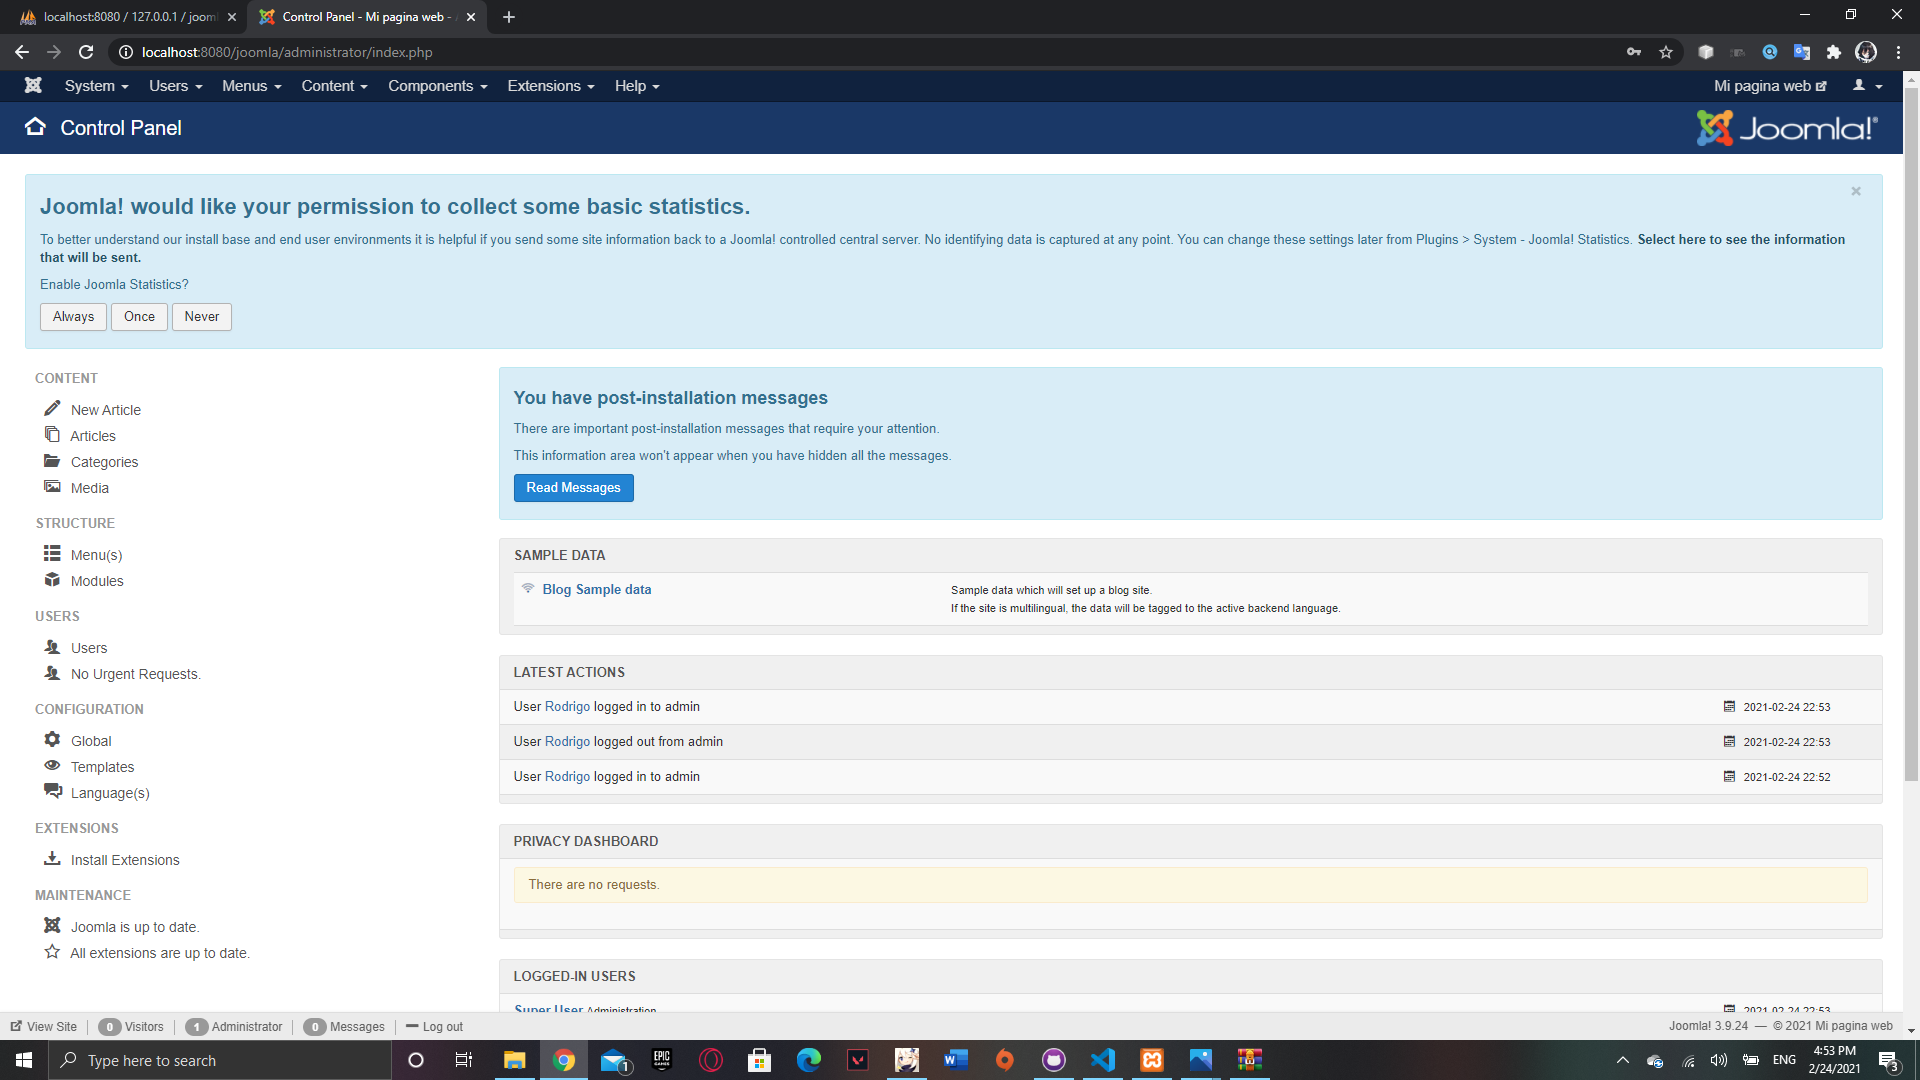 localhost:8080 / 127.0.0.1 / jooml
Control Panel - Mi pagina web -
localhost:8080/joomla/administrator/index.php
System Users Menus Content Components Extensions Help Mi pagina web
Control Panel Joomla!®
Joomla! would like your permission to collect some basic statistics.
To better understand our install base and end user environments it is helpful if you send some site information back to a Joomla! controlled central server. No identifying data is captured at any point. You can change these settings later from Plugins > System - Joomla! Statistics. Select here to see the information
that will be sent.
Enable Joomla Statistics?
Always Once Never
CONTENT
New Article
Articles
Categories
Media
STRUCTURE
Menu(s)
Modules
USERS
Users
No Urgent Requests.
CONFIGURATION
Global
Templates
Language(s)
EXTENSIONS
Install Extensions
MAINTENANCE
Joomla is up to date.
All extensions are up to date.
You have post-installation messages
There are important post-installation messages that require your attention.
This information area won't appear when you have hidden all the messages.
Read Messages
SAMPLE DATA
Blog Sample data
Sample data which will set up a blog site.
If the site is multilingual, the data will be tagged to the active backend language.
LATEST ACTIONS
User Rodrigo logged in to admin 2021-02-24 22:53
User Rodrigo logged out from admin 2021-02-24 22:53
User Rodrigo logged in to admin 2021-02-24 22:52
PRIVACY DASHBOARD
There are no requests.
LOGGED-IN USERS
Super User Administration 2021-02-24 22:53
View Site 0 Visitors 1 Administrator 0 Messages Log out Joomla! 3.9.24 — © 2021 Mi pagina web
Type here to search
1
EPIC GAMES
W
ENG
4:53 PM
2/24/2021
3